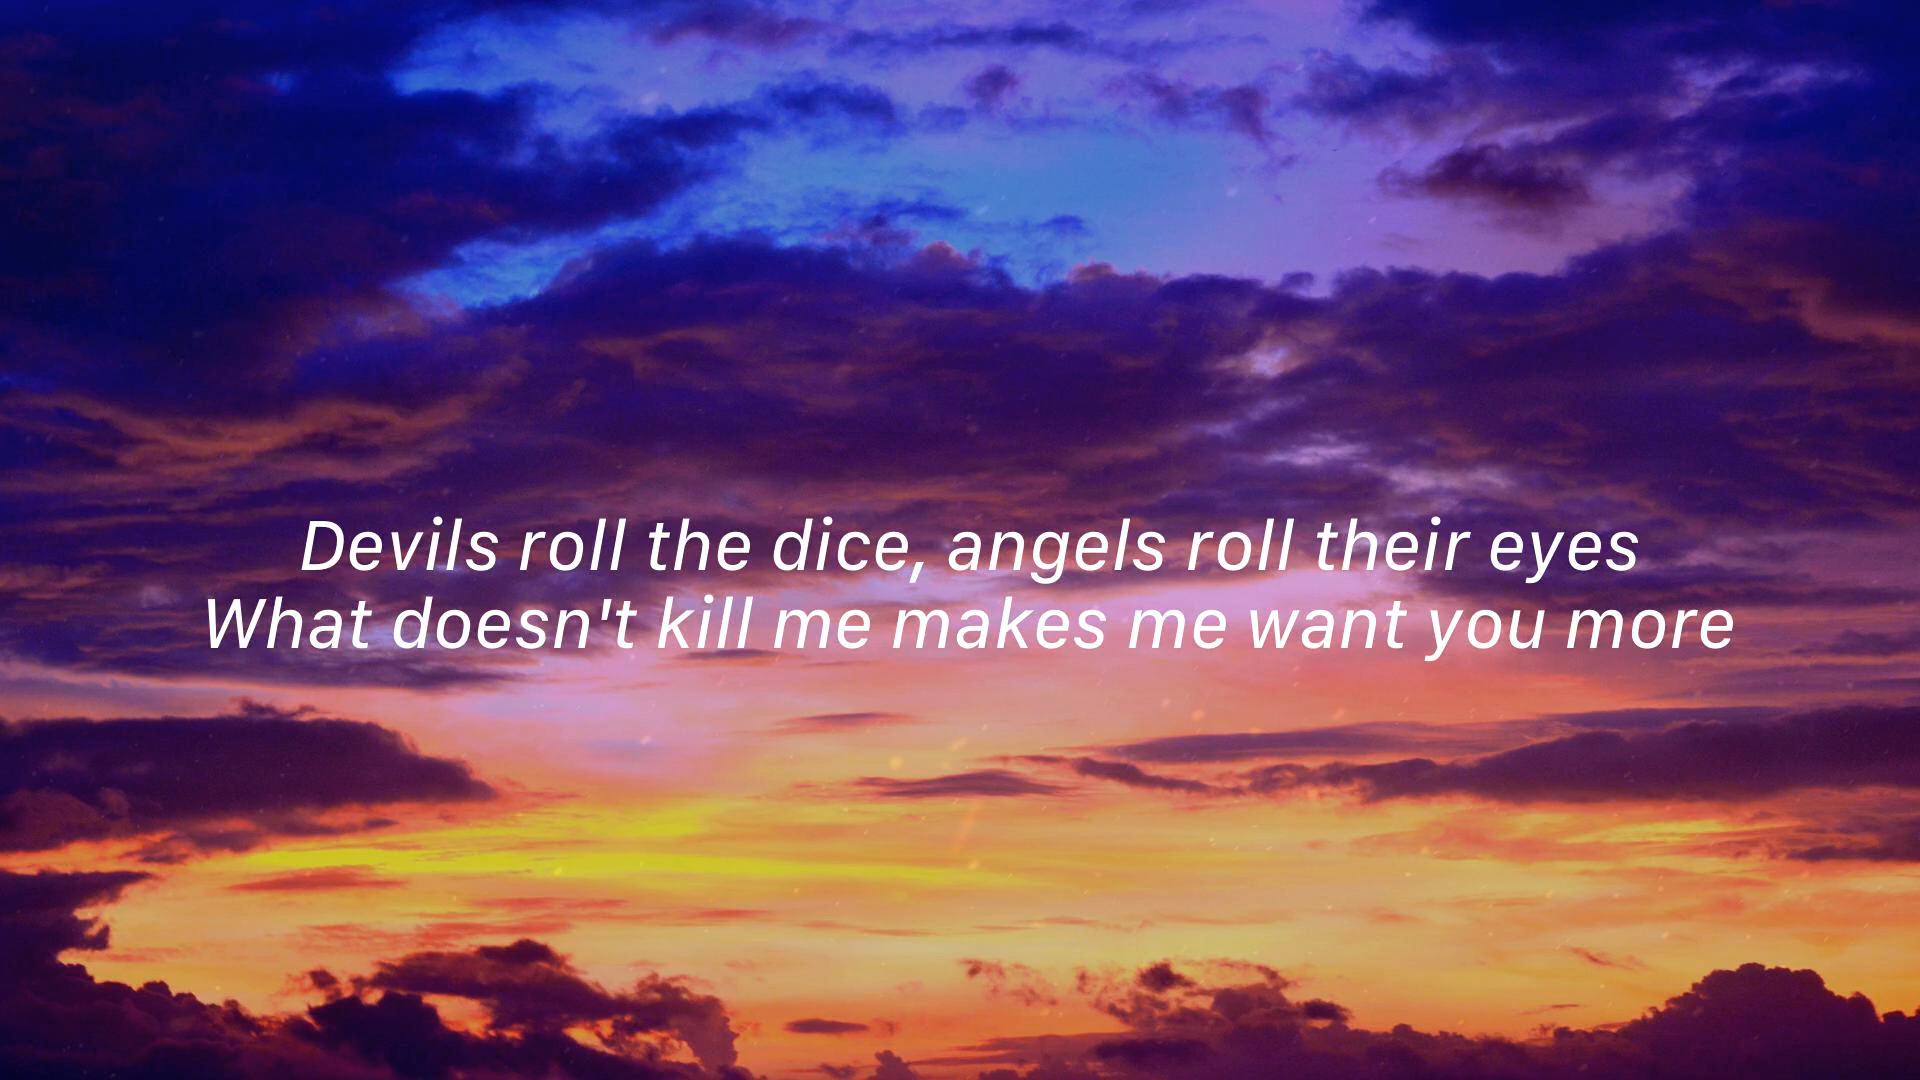 Devils roll the dice, angels roll their eyes
What doesn't kill me makes me want you more